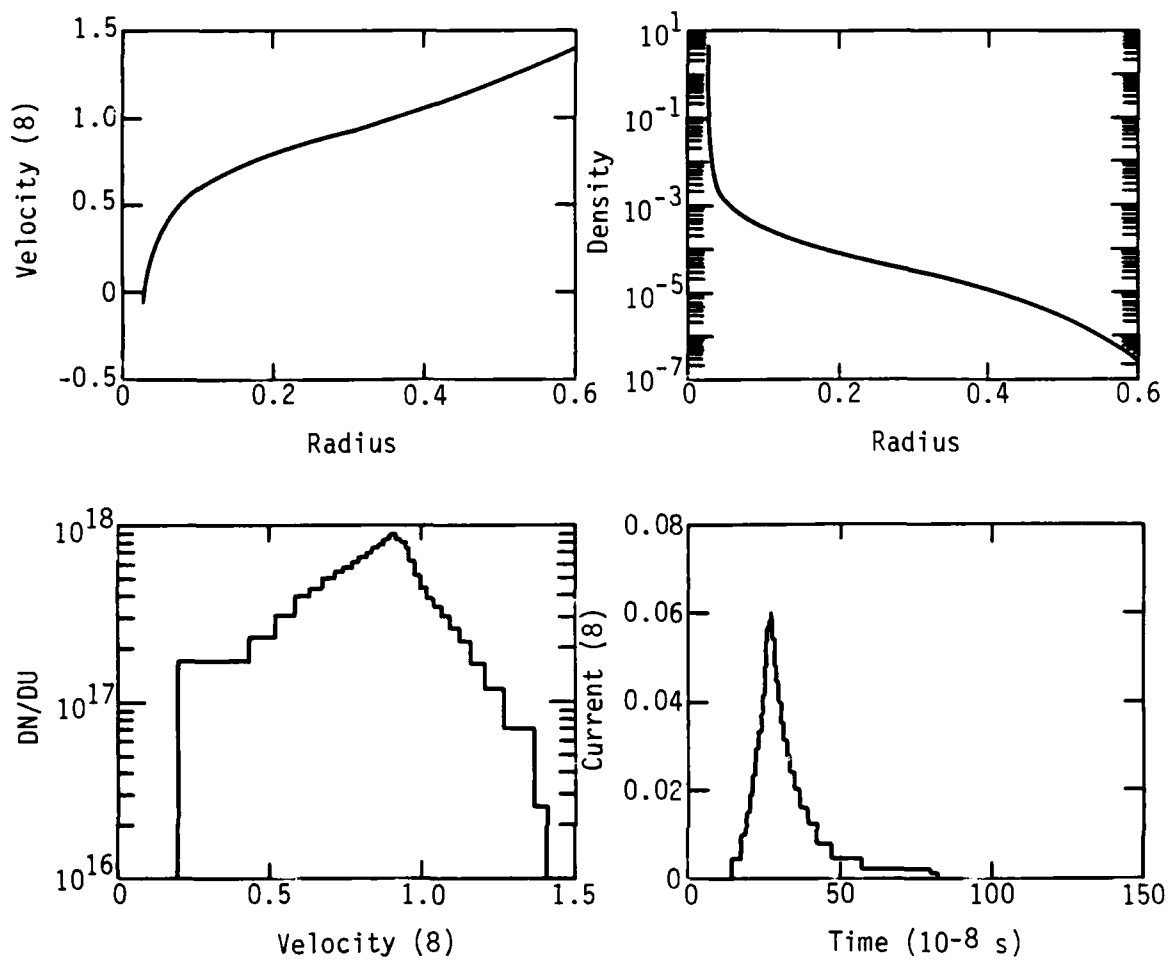 Velocity (8)
1.5
1.0
0.5
0
-0.5
0 0.2 0.4 0.6
Radius
Density
10^1
10^-1
10^-3
10^-5
10^-7
0 0.2 0.4 0.6
Radius
DN/DU
10^18
10^17
10^16
0 0.5 1.0 1.5
Velocity (8)
Current (8)
0.08
0.06
0.04
0.02
0
0 50 100 150
Time (10^-8 s)